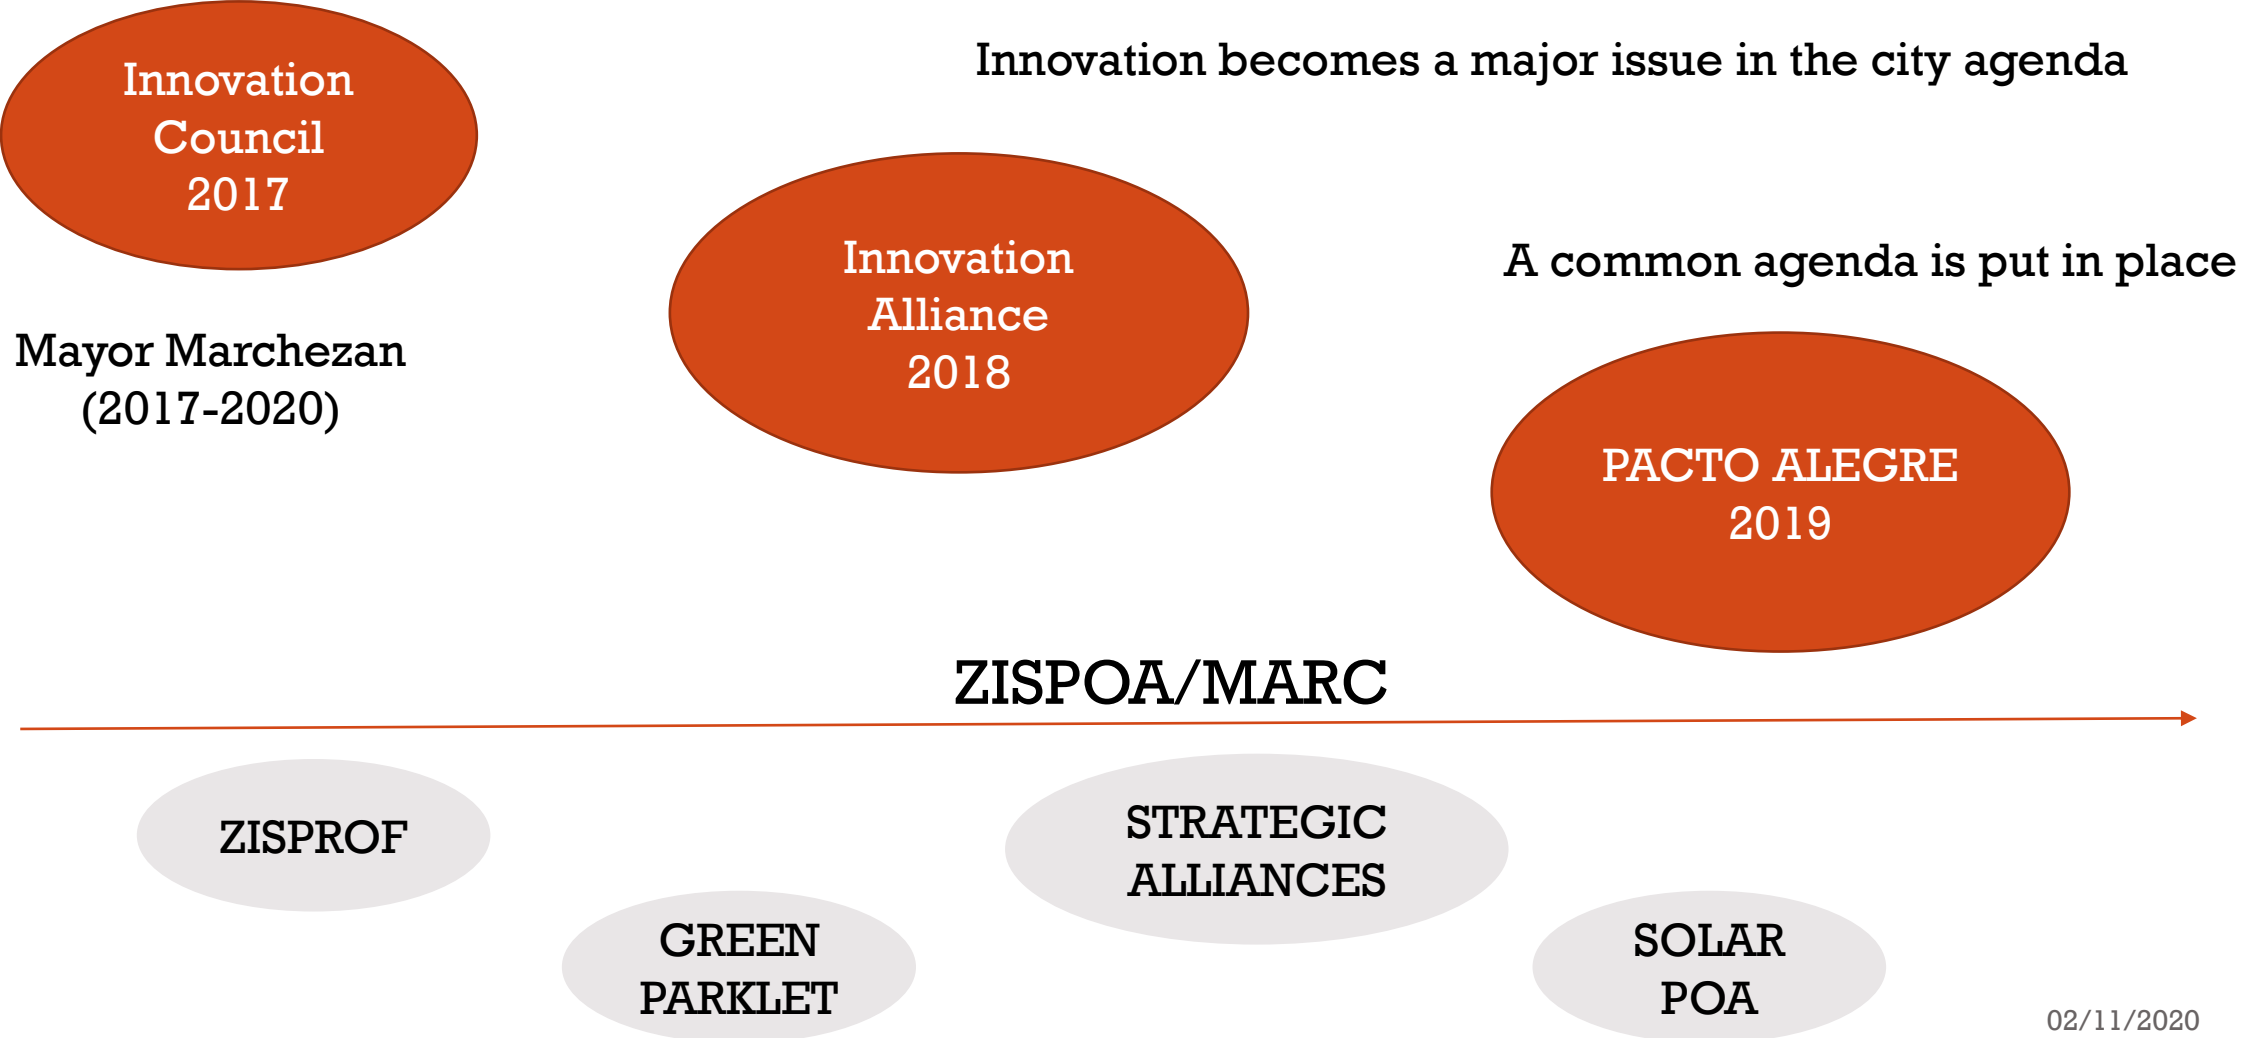 Innovation
Council
2017
Innovation becomes a major issue in the city agenda
Innovation
Alliance
2018
A common agenda is put in place
Mayor Marchezan
(2017-2020)
PACTO ALEGRE
2019
ZISPOA/MARC
ZISPROF
GREEN
PARKLET
STRATEGIC
ALLIANCES
SOLAR
POA
02/11/2020